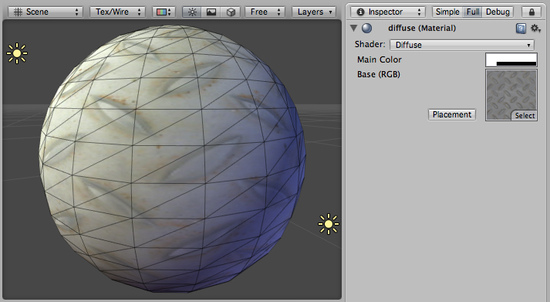 Scene Tex/Wire Free Layers
Inspector Simple Full Debug
diffuse (Material)
Shader: Diffuse
Main Color
Base (RGB)
Placement Select